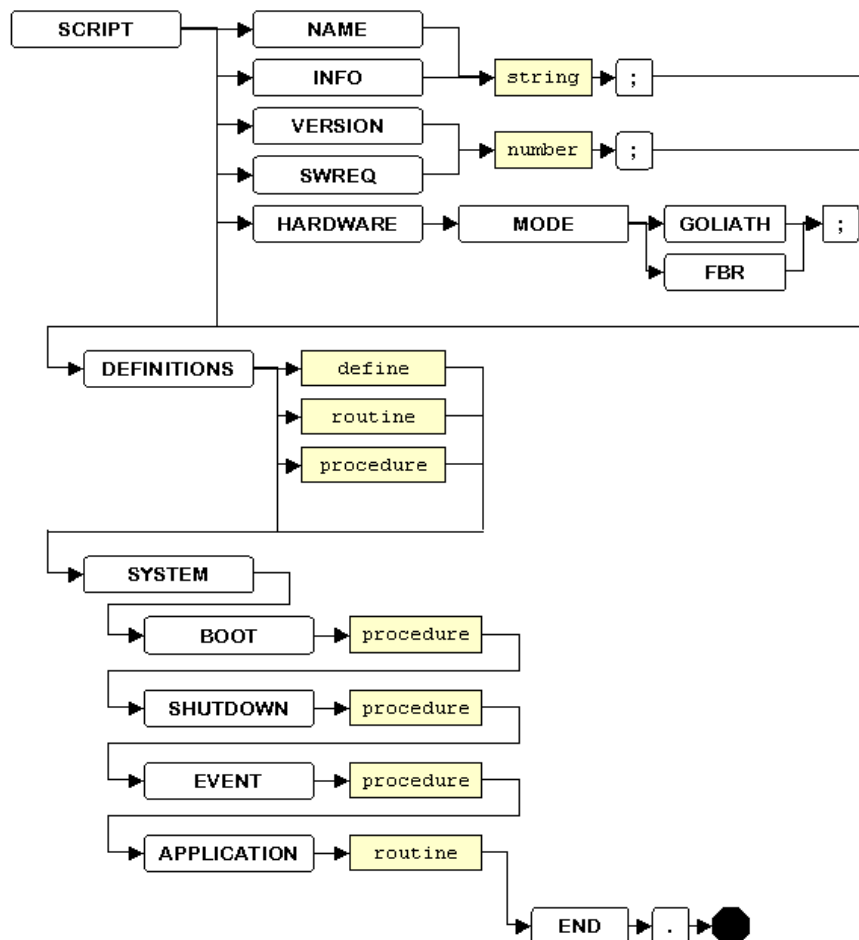 SCRIPT NAME
INFO string ;
VERSION
number ;
SWREQ
HARDWARE MODE GOLIATH ;
FBR
DEFINITIONS define
routine
procedure
SYSTEM
BOOT procedure
SHUTDOWN procedure
EVENT procedure
APPLICATION routine
END .